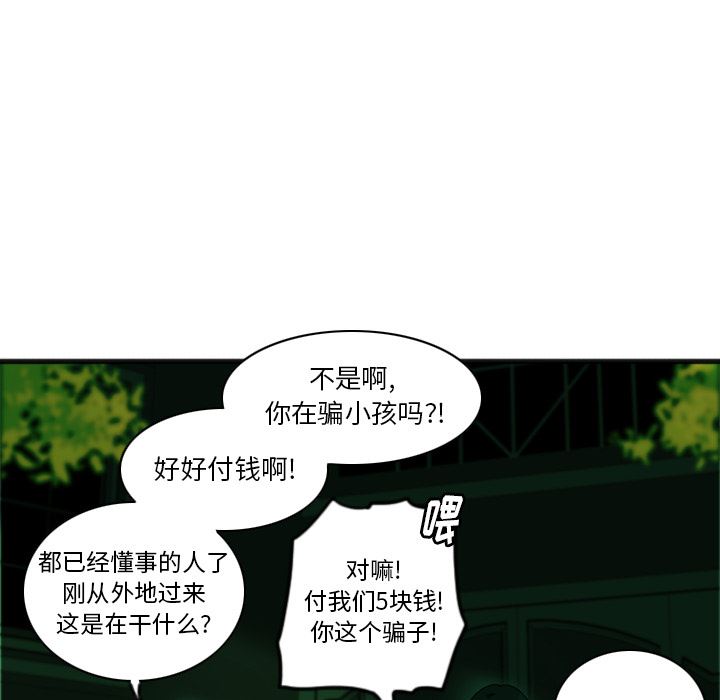 不是啊,
你在骗小孩吗?!
好好付钱啊!
喂
都已经懂事的人了
刚从外地过来
这是在干什么?
对嘛!
付我们5块钱!
你这个骗子!